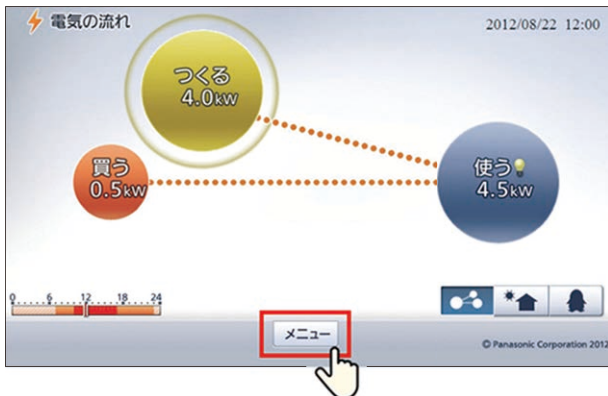 電気の流れ
2012/08/22 12:00
つくる
4.0kw
買う
0.5kw
使う
4.5kw
0 6 12 18 24
メニュー
© Panasonic Corporation 2012